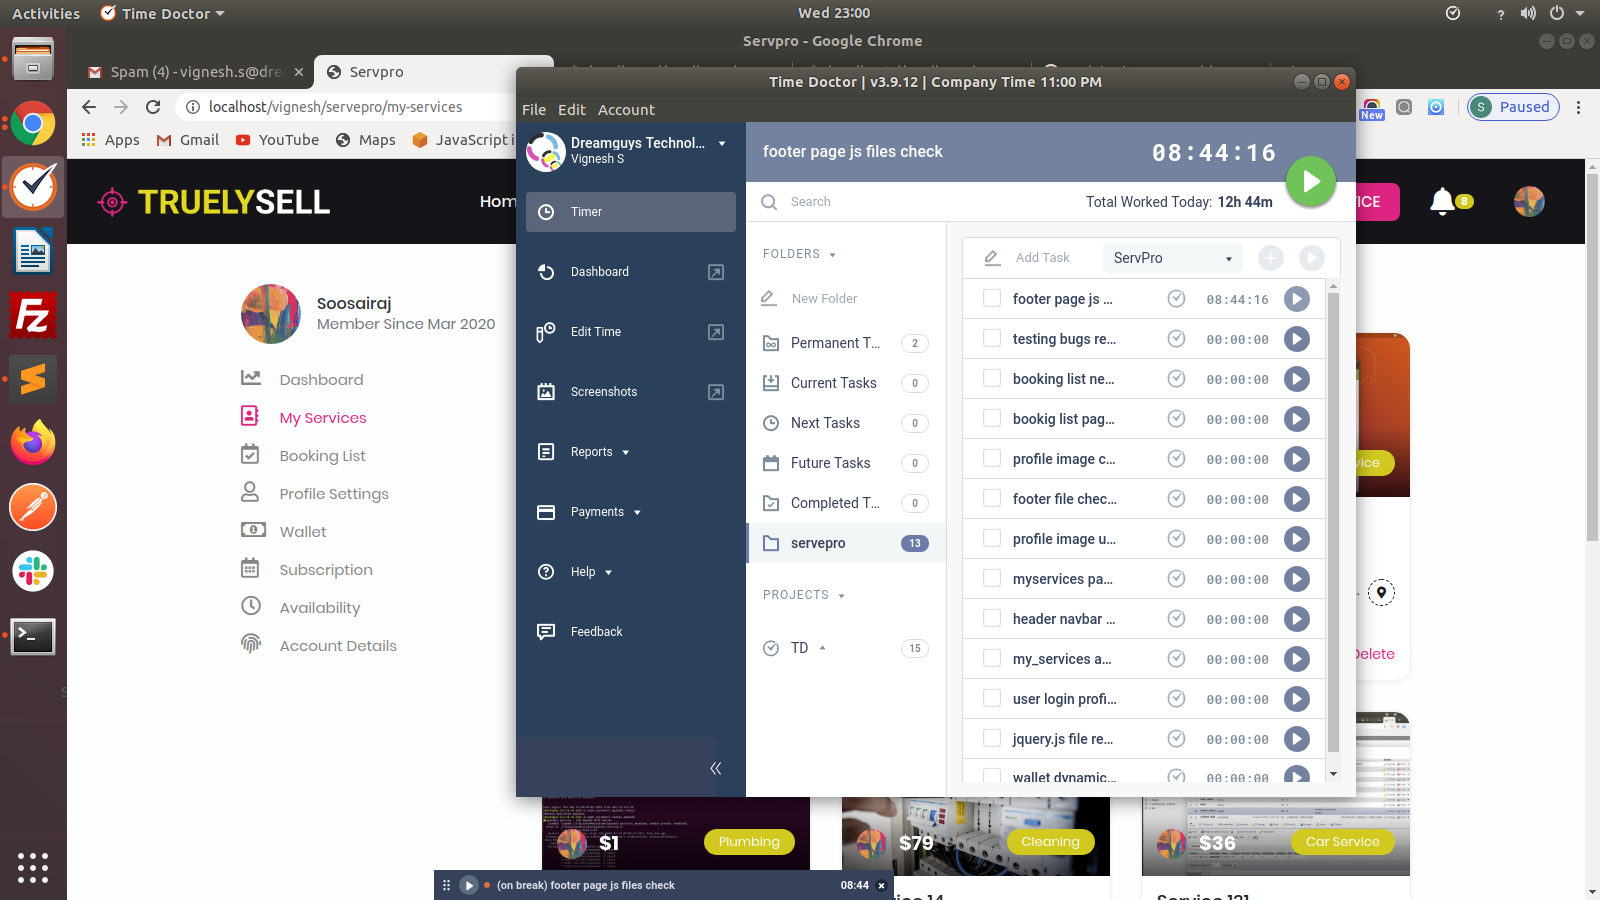 Activities
Time Doctor
Wed 23:00
Servpro - Google Chrome
Spam (4) - vignesh.s@dre
Servpro
localhost/vignesh/servepro/my-services
New
S
Paused
Apps
Gmail
YouTube
Maps
JavaScript i
TRUELYSELL
Hom
ICE
8
Soosairaj
Member Since Mar 2020
Dashboard
My Services
Booking List
Profile Settings
Wallet
Subscription
Availability
Account Details
Time Doctor | v3.9.12 | Company Time 11:00 PM
File Edit Account
Dreamguys Technol...
Vignesh S
Timer
Dashboard
Edit Time
Screenshots
Reports
Payments
Help
Feedback
footer page js files check
08:44:16
Search
Total Worked Today: 12h 44m
FOLDERS
New Folder
Permanent T... 2
Current Tasks 0
Next Tasks 0
Future Tasks 0
Completed T... 0
servepro 13
PROJECTS
TD 15
Add Task
ServPro
footer page js ... 08:44:16
testing bugs re... 00:00:00
booking list ne... 00:00:00
bookig list pag... 00:00:00
profile image c... 00:00:00
footer file chec... 00:00:00
profile image u... 00:00:00
myservices pa... 00:00:00
header navbar ... 00:00:00
my_services a... 00:00:00
user login profi... 00:00:00
jquery.js file re... 00:00:00
wallet dynamic... 00:00:00
vice
Delete
$1
Plumbing
$79
Cleaning
$36
Car Service
(on break) footer page js files check
08:44
vice 14
Service 121